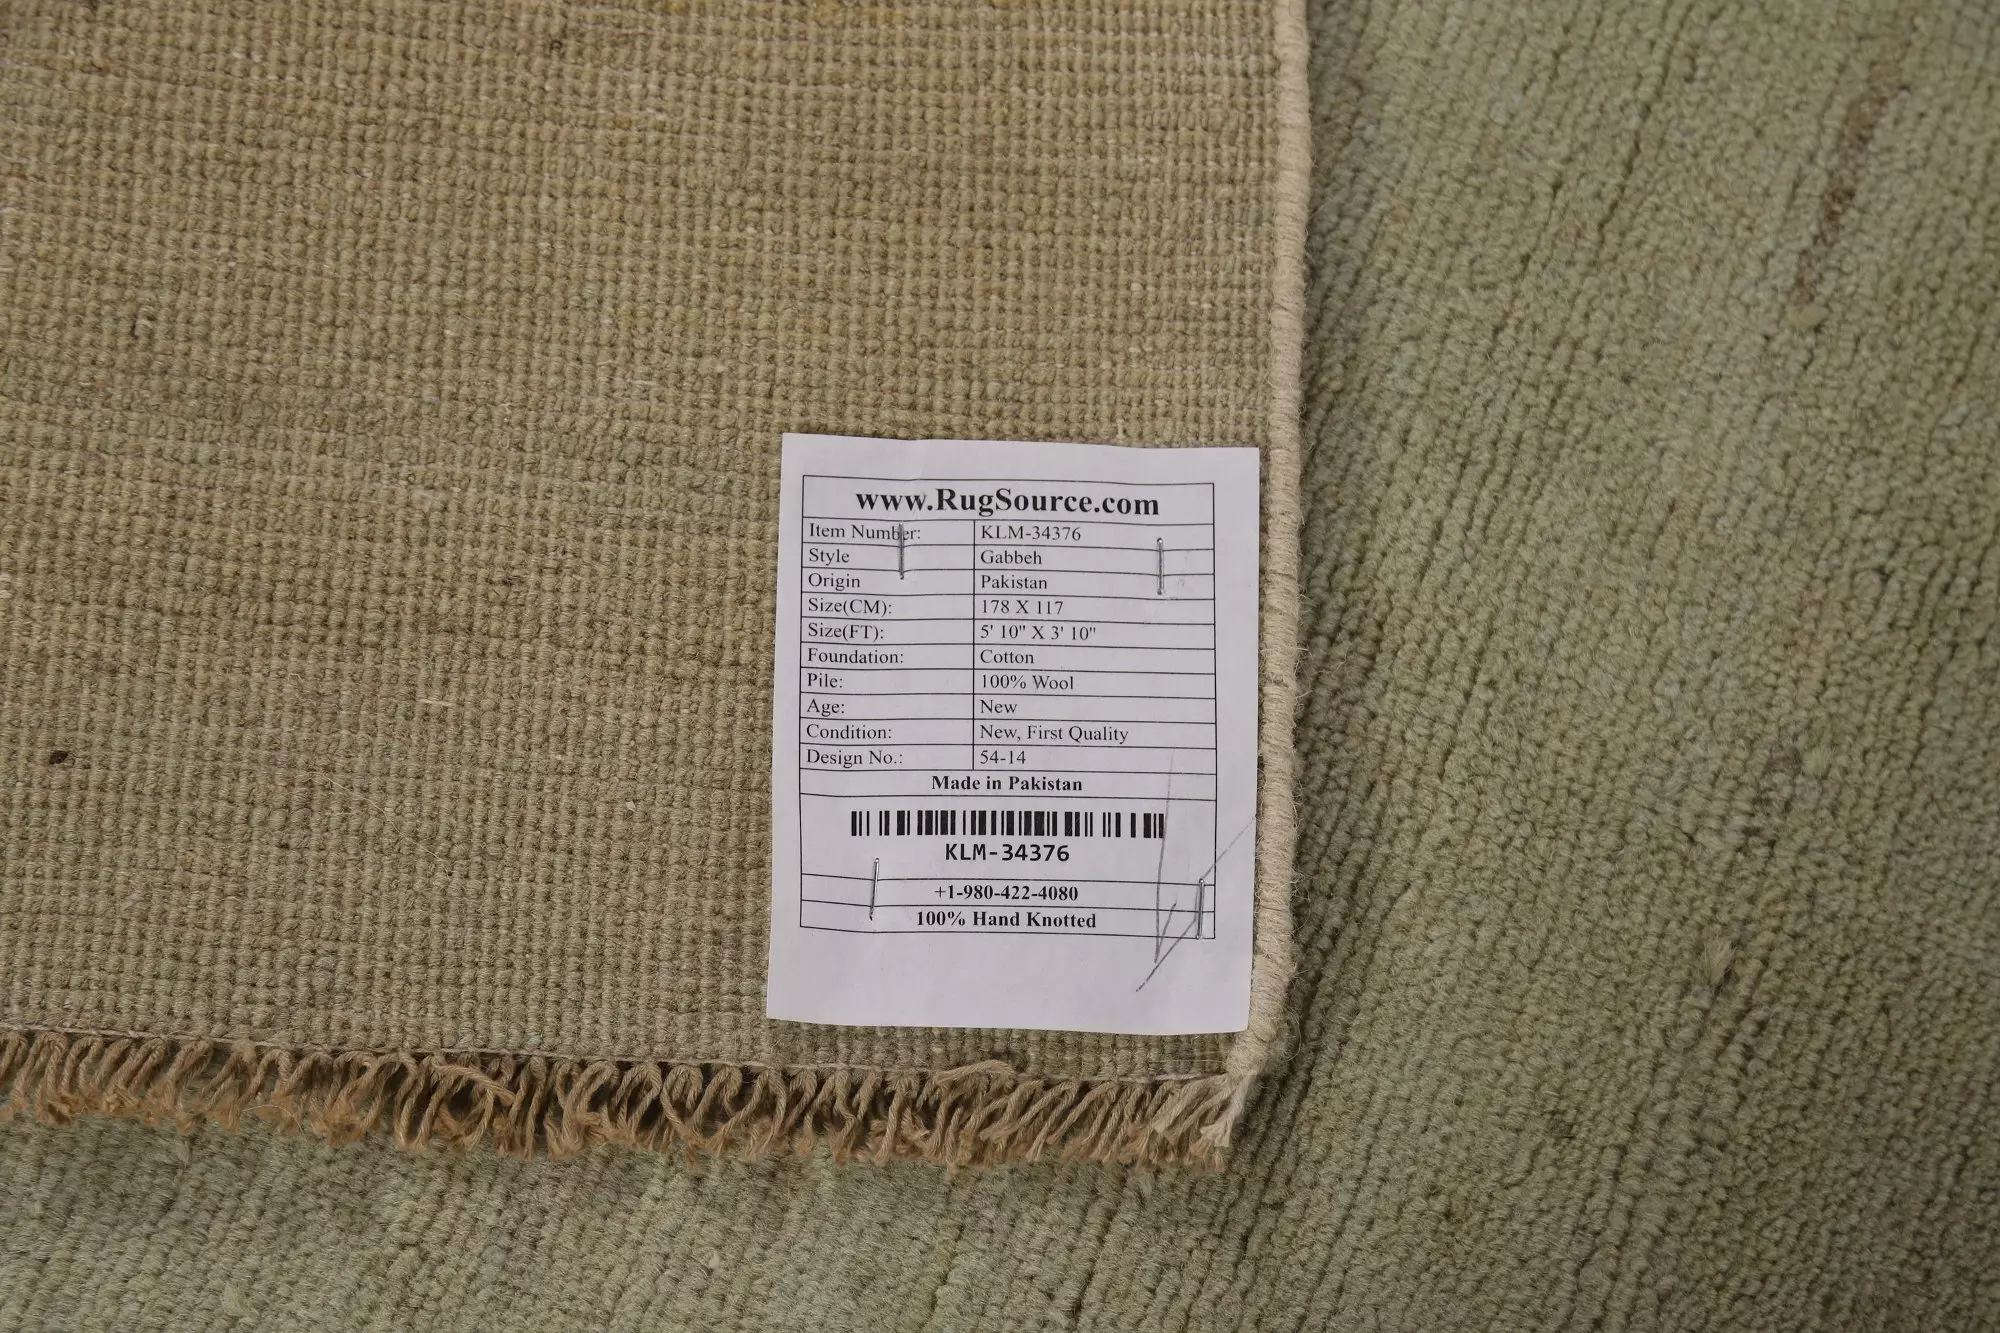 www.RugSource.com
Item Number: KLM-34376
Style Gabbeh
Origin Pakistan
Size(CM): 178 X 117
Size(FT): 5' 10" X 3' 10"
Foundation: Cotton
Pile: 100% Wool
Age: New
Condition: New, First Quality
Design No.: 54-14
Made in Pakistan
KLM-34376
+1-980-422-4080
100% Hand Knotted